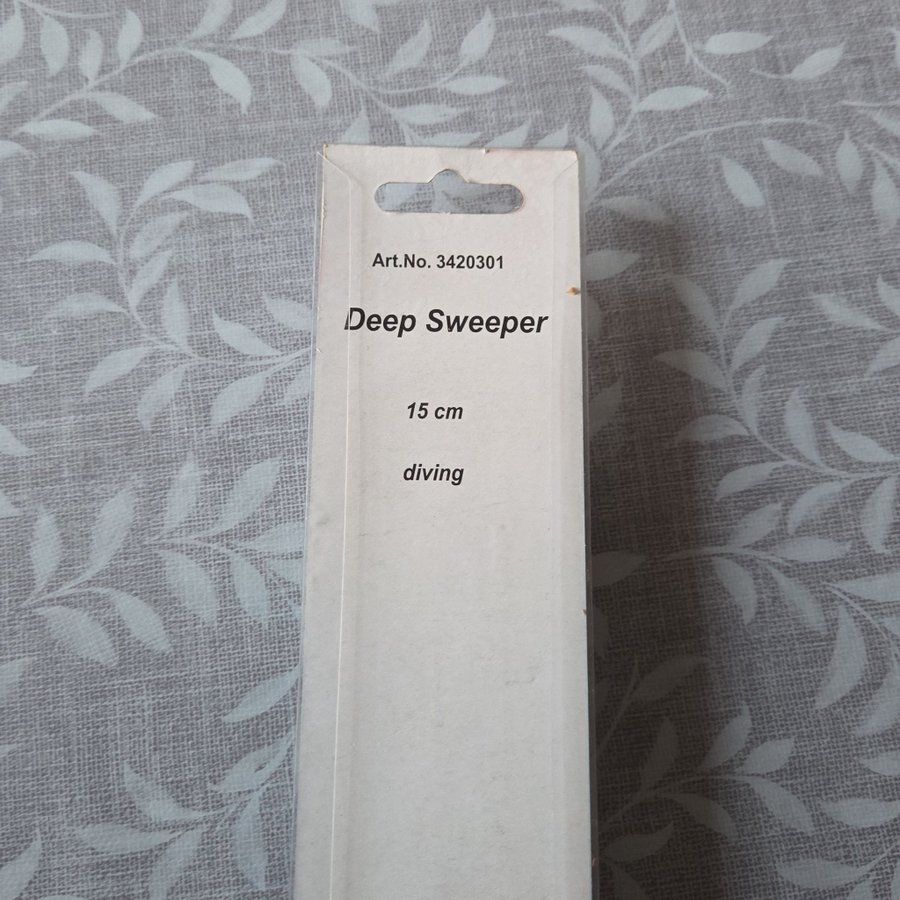 Art.No. 3420301
Deep Sweeper
15 cm
diving